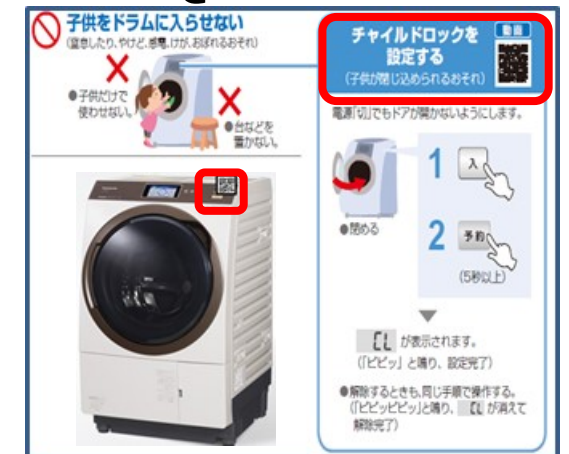 子供をドラムに入らせない
(窒息したり、やけど、感電、けが、おぼれるおそれ)
●子供だけで
使わせない。
●台などを
置かない。
チャイルドロックを
設定する
(子供が閉じ込められるおそれ)
動画
電源「切」でもドアが開かないようにします。
●閉める
1 入
2 予約
(5秒以上)
CL が表示されます。
(「ピピッ」と鳴り、設定完了)
●解除するときも、同じ手順で操作する。
(「ピピッピピッ」と鳴り、CL が消えて
解除完了)